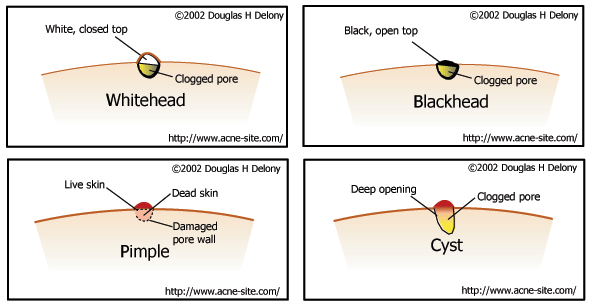 ©2002 Douglas H Delony
White, closed top
Clogged pore
Whitehead
http://www.acne-site.com/
©2002 Douglas H Delony
Black, open top
Clogged pore
Blackhead
http://www.acne-site.com/
©2002 Douglas H Delony
Live skin
Dead skin
Damaged
pore wall
Pimple
http://www.acne-site.com/
©2002 Douglas H Delony
Deep opening
Clogged pore
Cyst
http://www.acne-site.com/